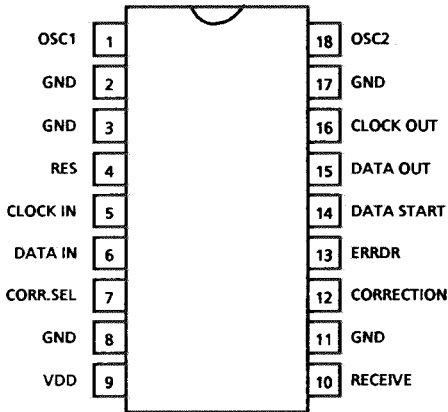 OSC1 1 18 OSC2
GND 2 17 GND
GND 3 16 CLOCK OUT
RES 4 15 DATA OUT
CLOCK IN 5 14 DATA START
DATA IN 6 13 ERRDR
CORR.SEL 7 12 CORRECTION
GND 8 11 GND
VDD 9 10 RECEIVE